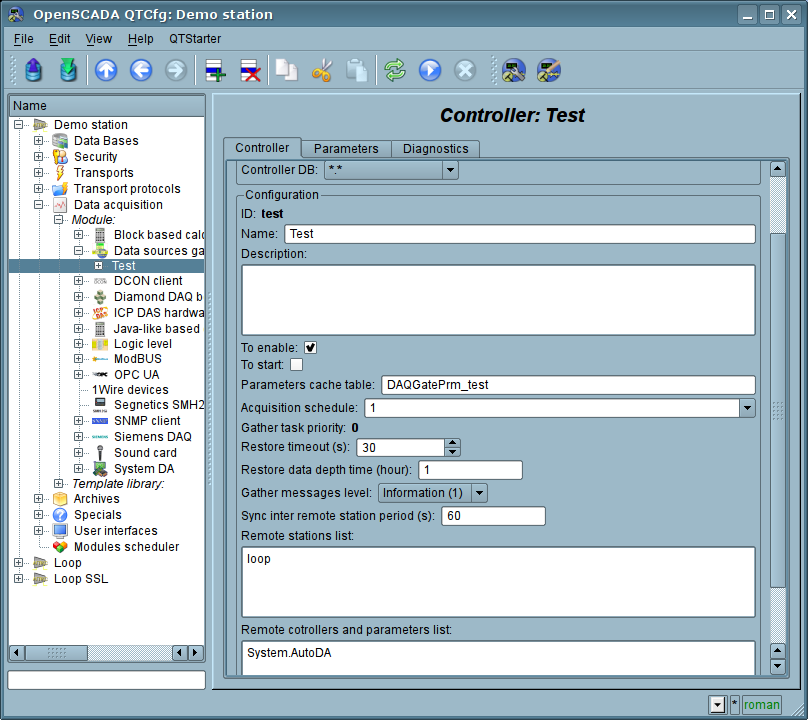 OpenSCADA QTCfg: Demo station
File Edit View Help QTStarter
Name
Demo station
Data Bases
Security
Transports
Transport protocols
Data acquisition
Module:
Block based calc
Data sources ga
Test
DCON client
Diamond DAQ b
ICP DAS hardwa
Java-like based
Logic level
ModBUS
OPC UA
1Wire devices
Segnetics SMH2
SNMP client
Siemens DAQ
Sound card
System DA
Template library:
Archives
Specials
User interfaces
Modules scheduler
Loop
Loop SSL
Controller: Test
Controller Parameters Diagnostics
Controller DB: *.*
Configuration
ID: test
Name: Test
Description:
To enable:
To start:
Parameters cache table: DAQGatePrm_test
Acquisition schedule: 1
Gather task priority: 0
Restore timeout (s): 30
Restore data depth time (hour): 1
Gather messages level: Information (1)
Sync inter remote station period (s): 60
Remote stations list:
loop
Remote cotrollers and parameters list:
System.AutoDA
* roman